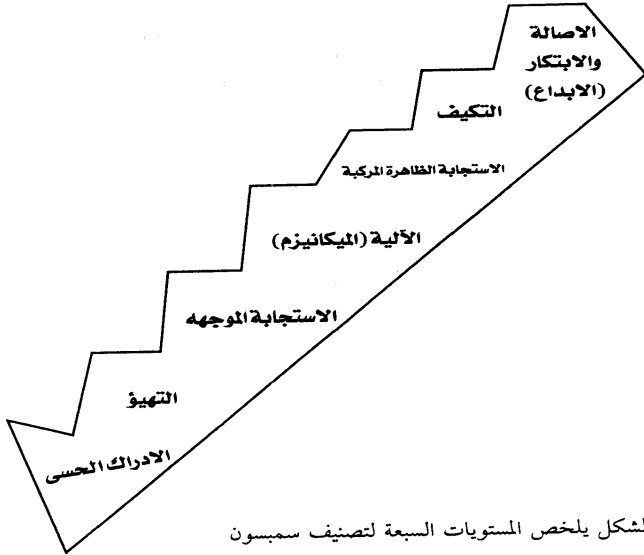 الاصالة
والابتكار
(الابداع)
التكيف
الاستجابة الظاهرة المركبة
الآلية (الميكانيزم)
الاستجابة الموجهه
التهيؤ
الادراك الحسى
لشكل يلخص المستويات السبعة لتصنيف سمبسون